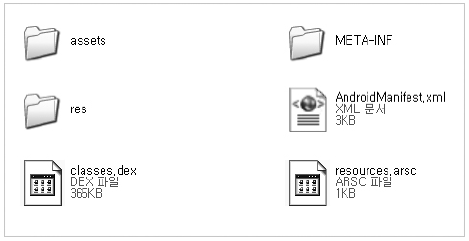 assets
META-INF
res
AndroidManifest.xml
XML 문서
3KB
classes.dex
DEX 파일
365KB
resources.arsc
ARSC 파일
1KB